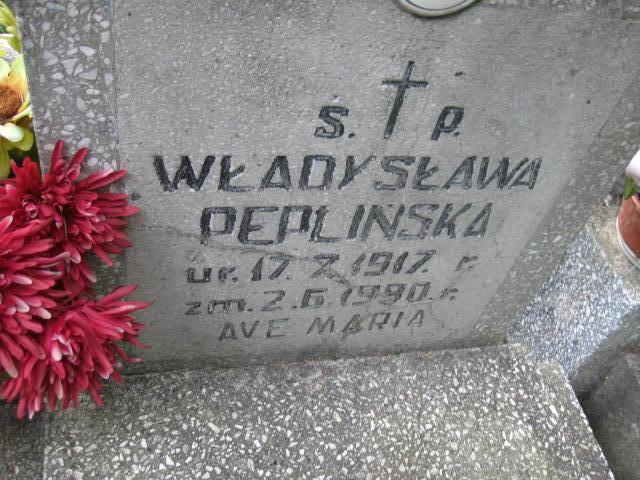 ś. p.
WŁADYSŁAWA
PEPLIŃSKA
ur. 17. 7. 1917. r.
zm. 2. 6. 1990. r.
AVE MARIA